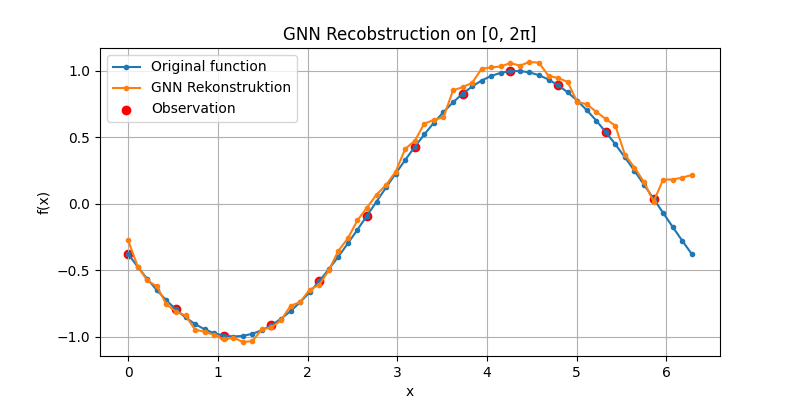 GNN Recobstruction on [0, 2π]
Original function
GNN Rekonstruktion
Observation
f(x)
1.0
0.5
0.0
−0.5
−1.0
0 1 2 3 4 5 6
x